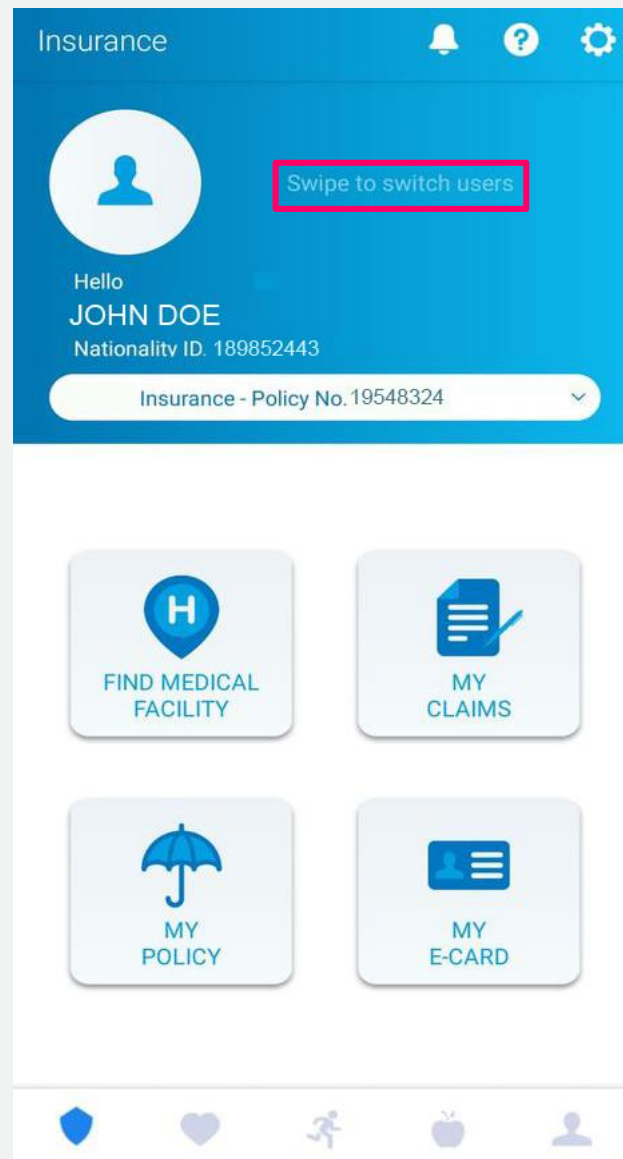 Insurance
Swipe to switch users
Hello
JOHN DOE
Nationality ID. 189852443
Insurance - Policy No. 19548324
FIND MEDICAL
FACILITY
MY
CLAIMS
MY
POLICY
MY
E-CARD